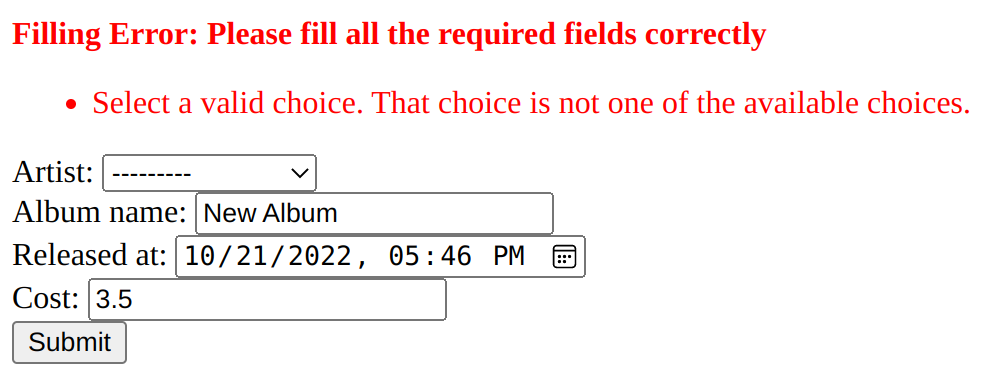 Filling Error: Please fill all the required fields correctly
• Select a valid choice. That choice is not one of the available choices.
Artist: ---------
Album name: New Album
Released at: 10/21/2022, 05:46 PM
Cost: 3.5
Submit